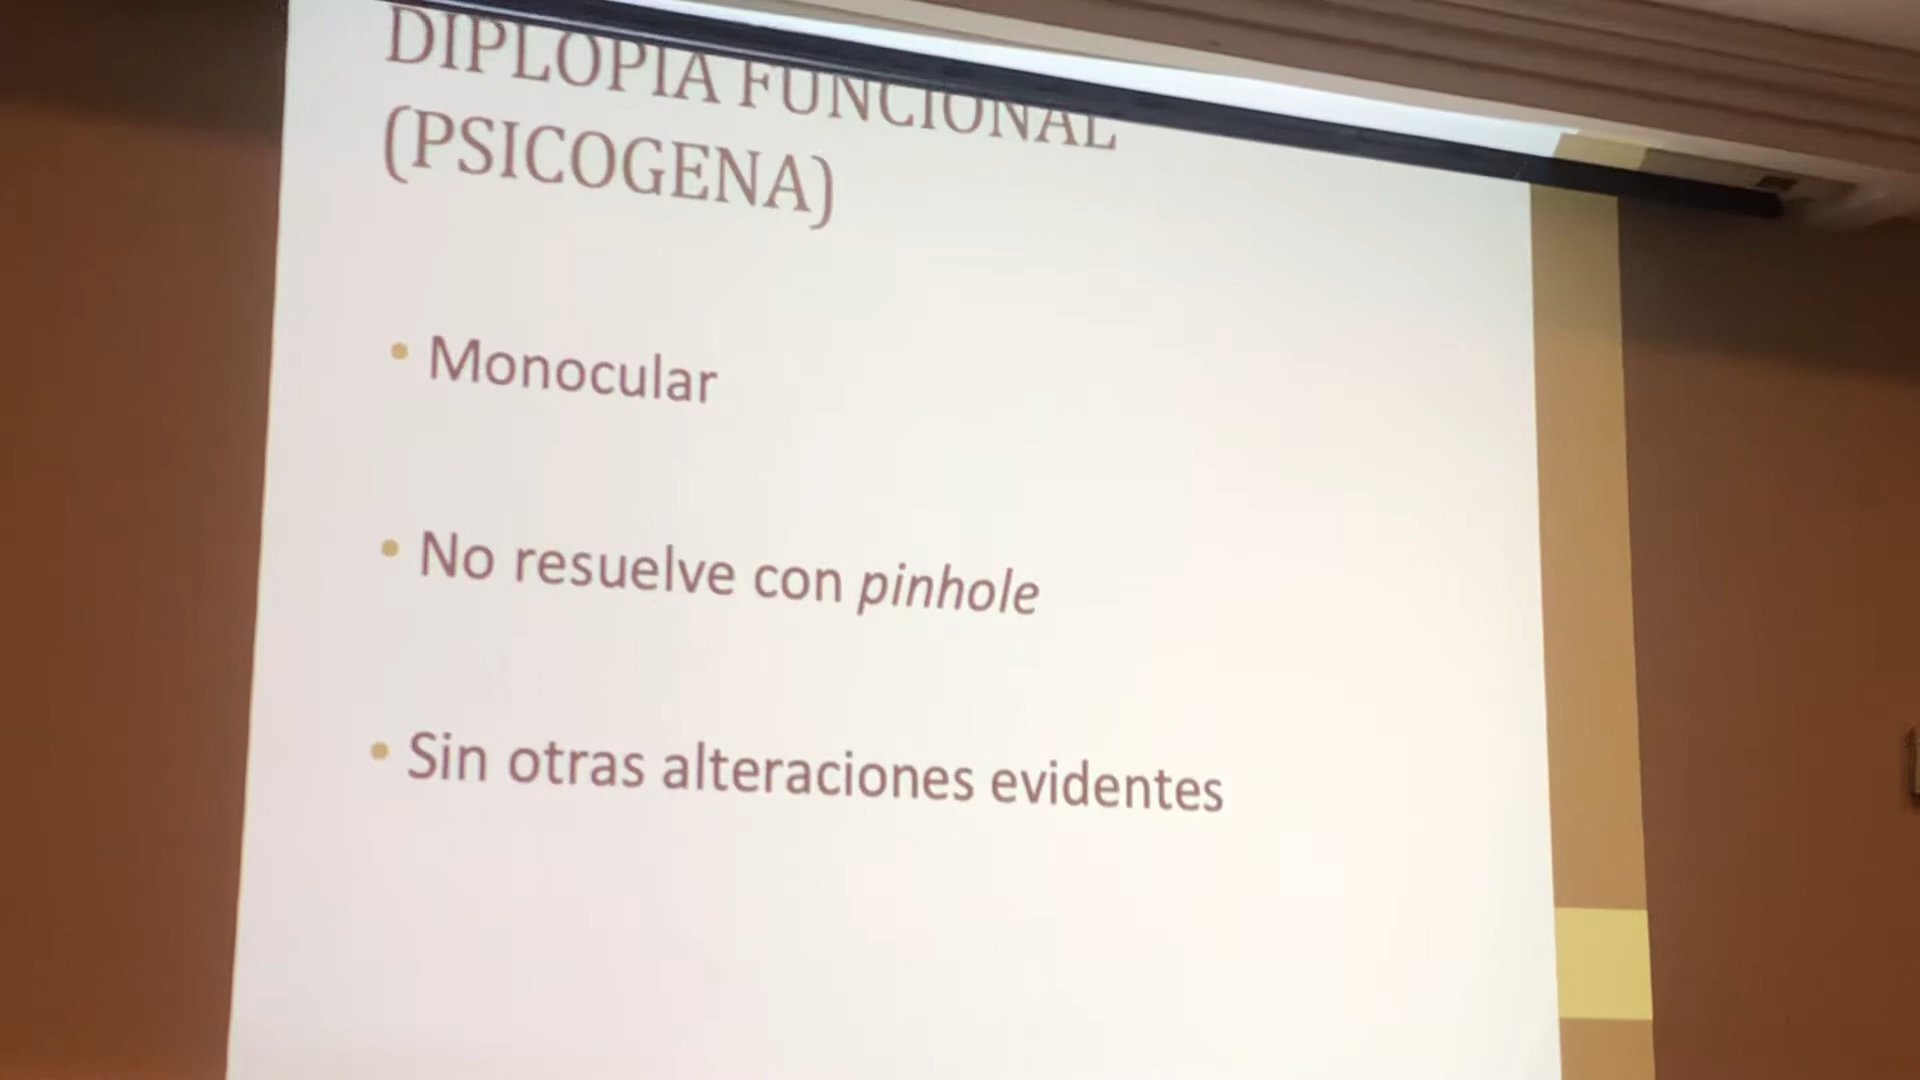 DIPLOPIA FUNCIONAL
(PSICOGENA)
• Monocular
• No resuelve con pinhole
• Sin otras alteraciones evidentes